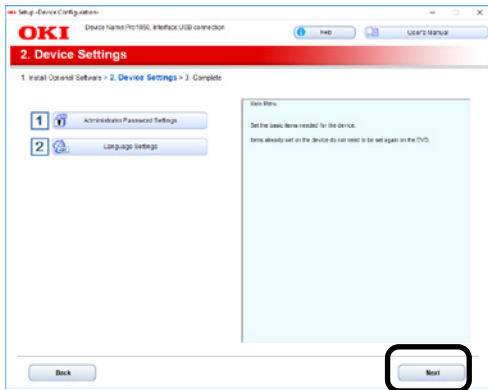 OKI Setup -Device Configuration-
OKI
Device Name:Pro1050, Interface:USB connection
FAQ
User's Manual
2. Device Settings
1. Install Optional Software > 2. Device Settings > 3. Complete
1 Administrator Password Settings
2 Language Settings
Main Menu
Set the basic items needed for the device.
Items already set on the device do not need to be set again on the DVD.
Back
Next